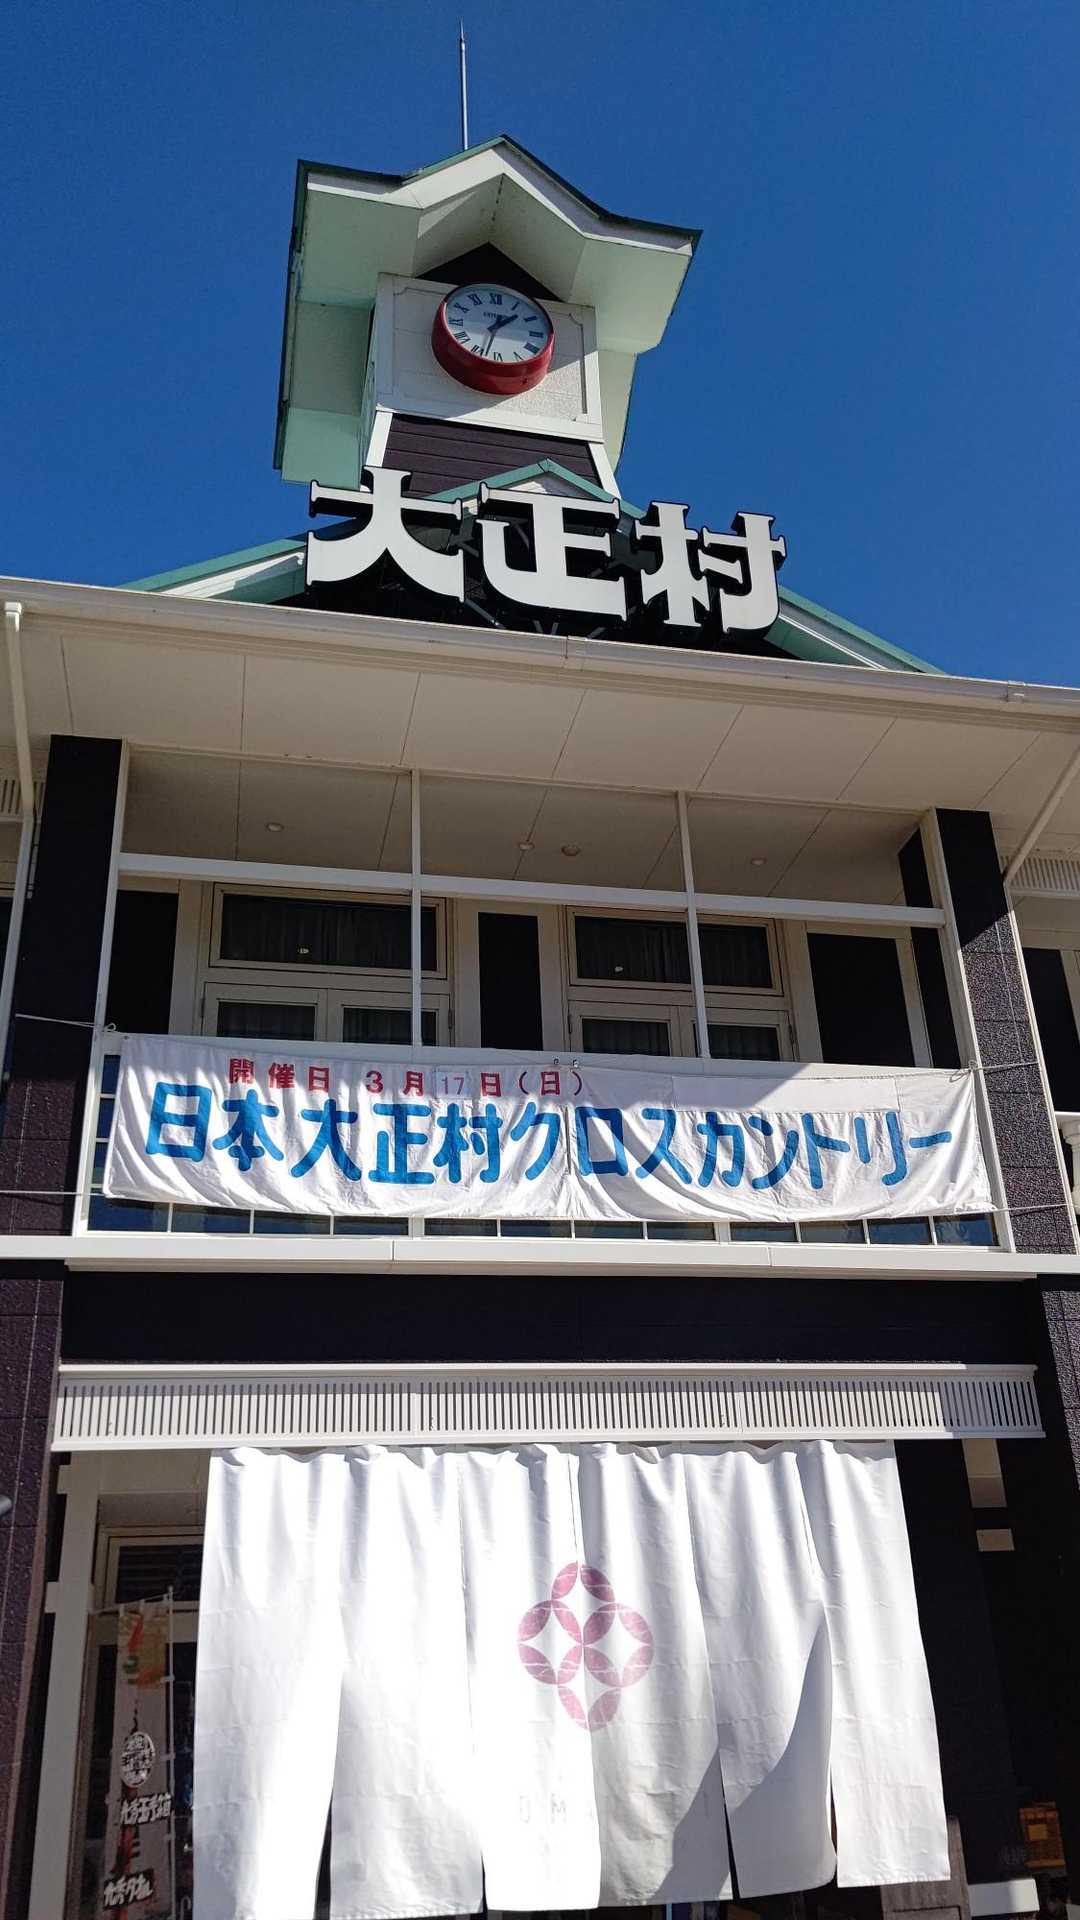 大正村
開催日 3月17日(日)
日本大正村クロスカントリー